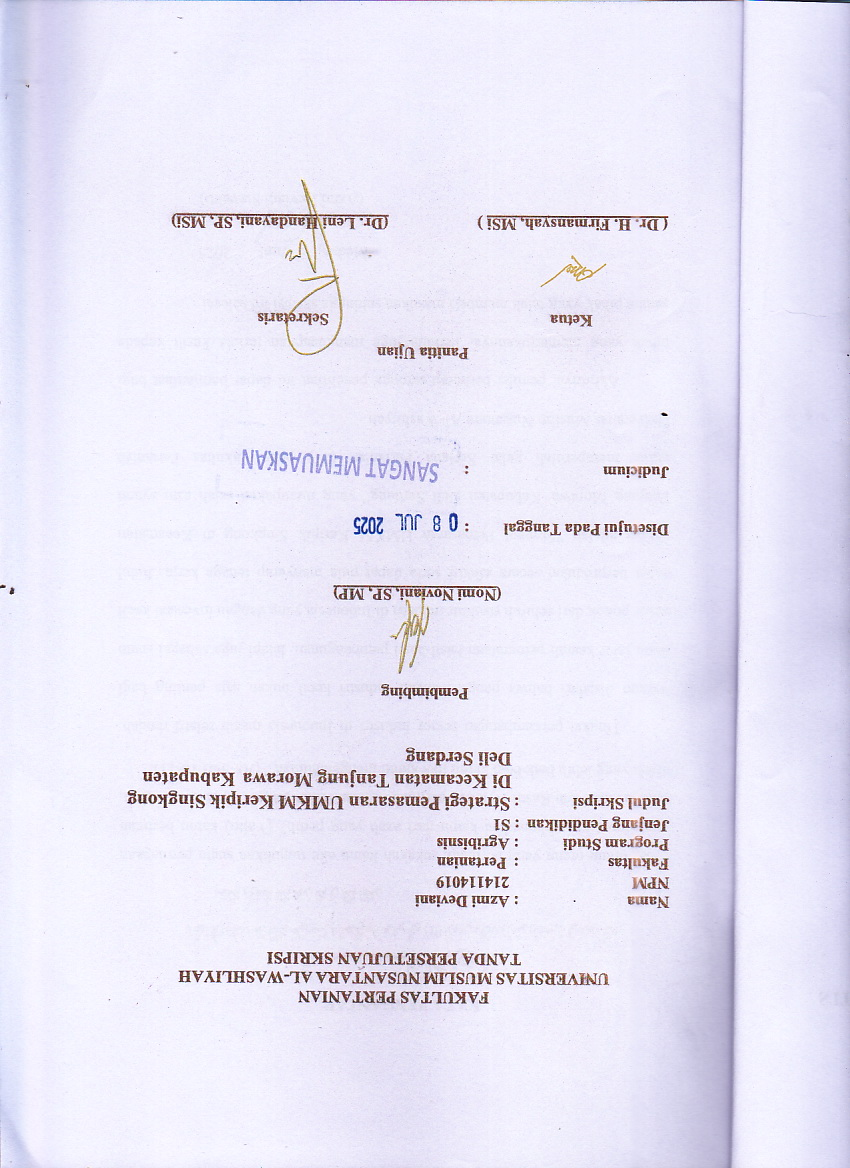 FAKULTAS PERTANIAN
UNIVERSITAS MUSLIM NUSANTARA AL-WASHLIYAH
TANDA PERSETUJUAN SKRIPSI
Nama : Azmi Deviani
NPM 214114019
Fakultas : Pertanian
Program Studi : Agribisnis
Jenjang Pendidikan : S1
Judul Skripsi : Strategi Pemasaran UMKM Keripik Singkong
Di Kecamatan Tanjung Morawa Kabupaten
Deli Serdang
Pembimbing
(Nomi Noviani, SP, MP)
Disetujui Pada Tanggal : 08 JUL 2025
Judicium : SANGAT MEMUASKAN
Panitia Ujian
Ketua Sekretaris
( Dr. H. Firmansyah, MSi ) (Dr. Leni Handayani, SP, MSi)